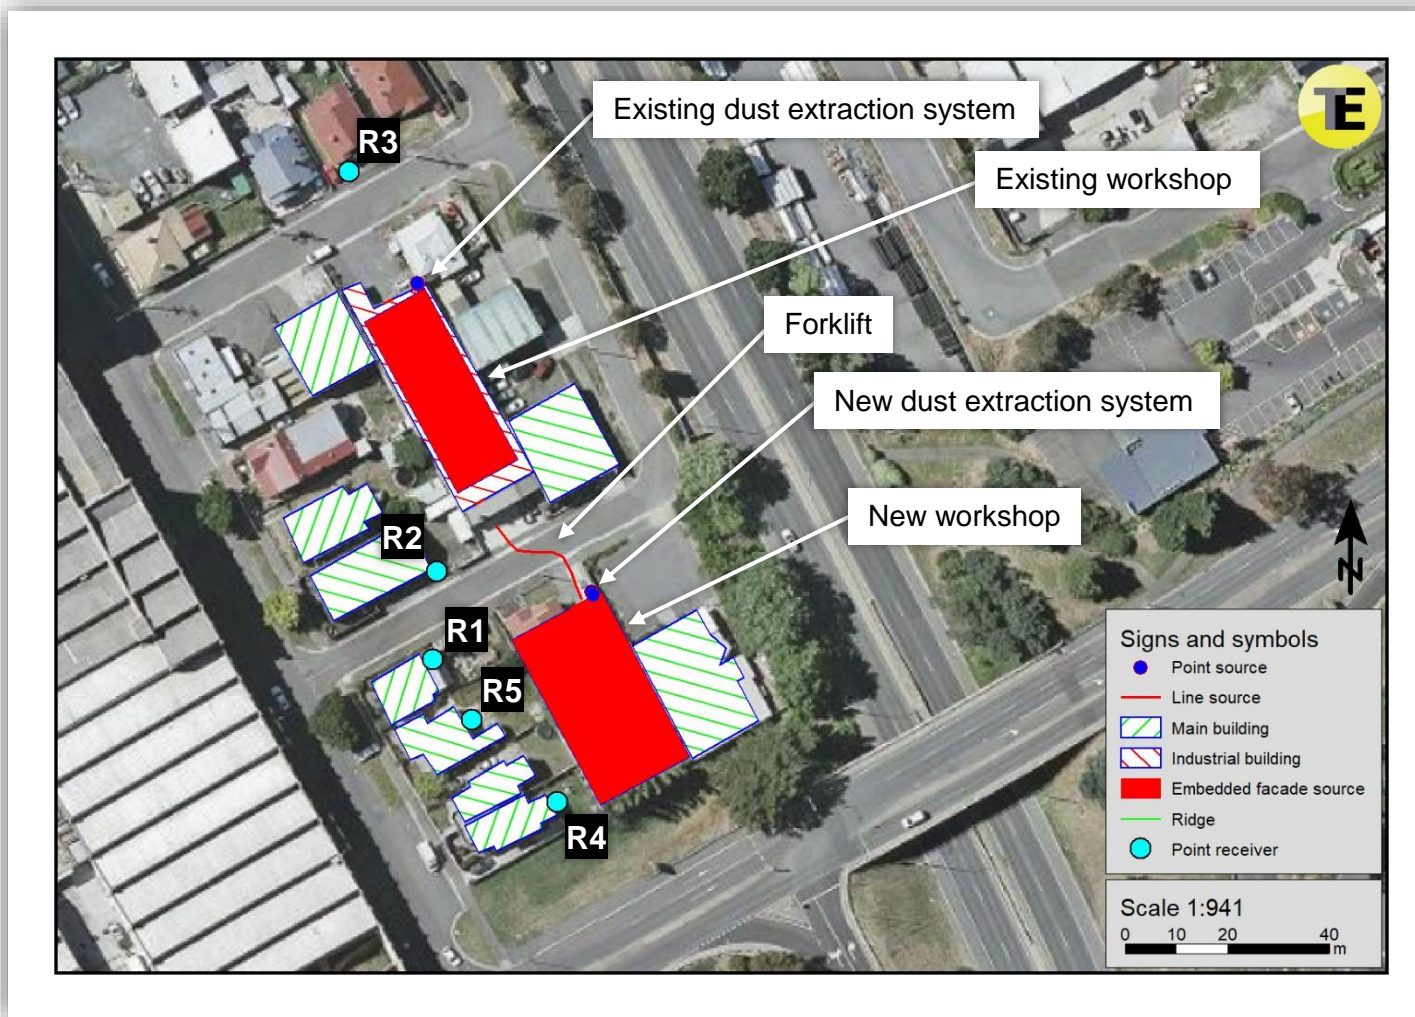 Existing dust extraction system
TE
R3
Existing workshop
Forklift
New dust extraction system
New workshop
R2
N
R1
R5
R4
Signs and symbols
Point source
Line source
Main building
Industrial building
Embedded facade source
Ridge
Point receiver
Scale 1:941
0 10 20 40
m